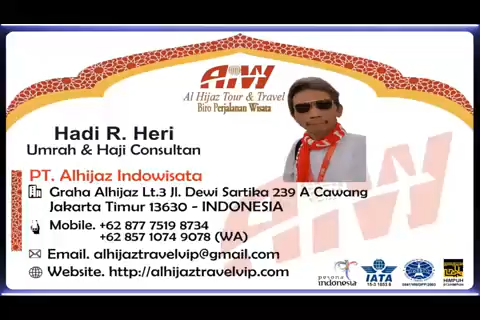 AIW
Al Hijaz Tour & Travel
Biro Perjalanan Wisata
Hadi R. Heri
Umrah & Haji Consultan
PT. Alhijaz Indowisata
Graha Alhijaz Lt.3 Jl. Dewi Sartika 239 A Cawang
Jakarta Timur 13630 - INDONESIA
Mobile. +62 877 7519 8734
+62 857 1074 9078 (WA)
Email. alhijaztravelvip@gmail.com
Website. http://alhijaztravelvip.com
pesona
indonesia
IATA
HIMPUH